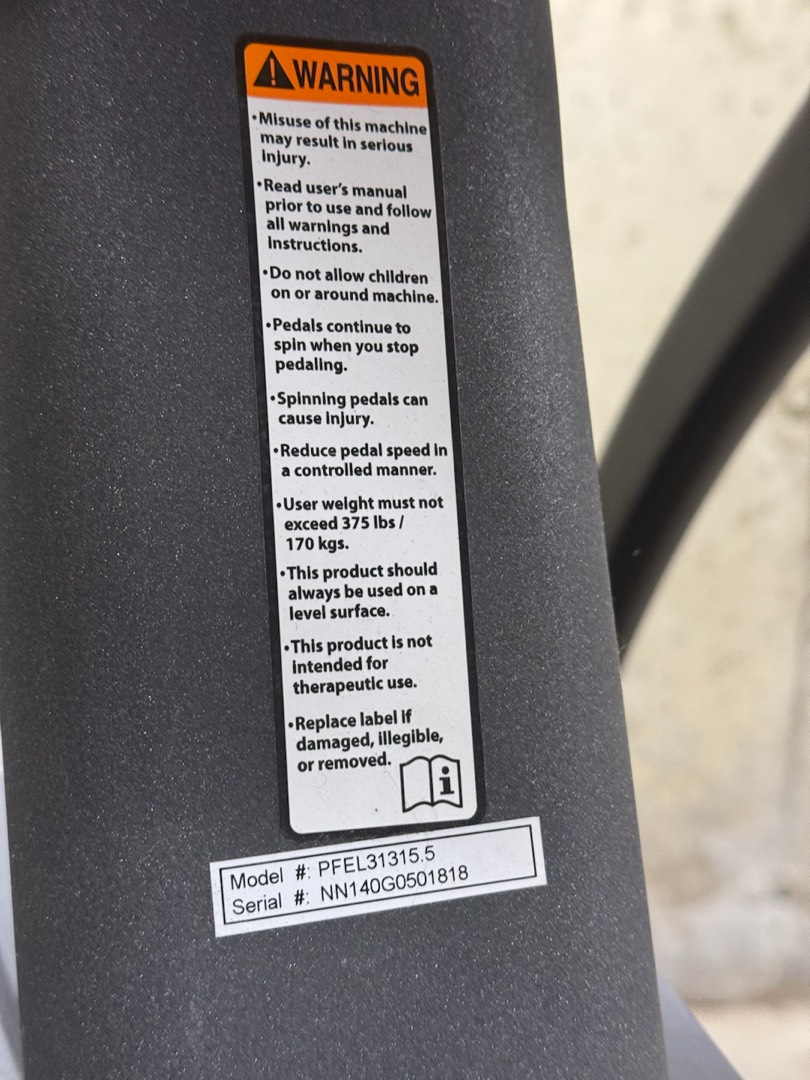 WARNING
•Misuse of this machine
may result in serious
injury.
•Read user's manual
prior to use and follow
all warnings and
instructions.
•Do not allow children
on or around machine.
•Pedals continue to
spin when you stop
pedaling.
•Spinning pedals can
cause injury.
•Reduce pedal speed in
a controlled manner.
•User weight must not
exceed 375 lbs /
170 kgs.
•This product should
always be used on a
level surface.
•This product is not
intended for
therapeutic use.
•Replace label if
damaged, illegible,
or removed.
Model #: PFEL31315.5
Serial #: NN140G0501818